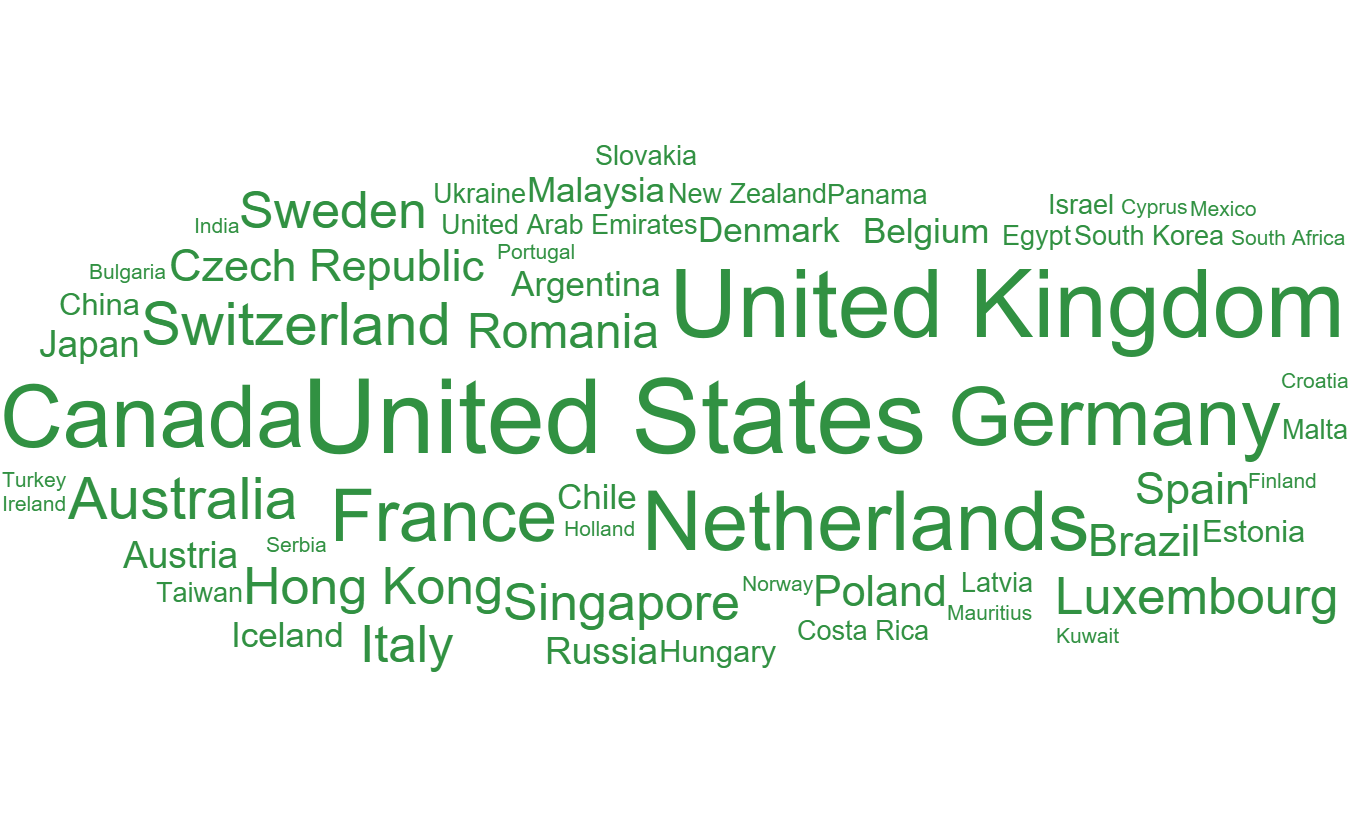 Slovakia
Ukraine Malaysia New Zealand Panama
Israel Cyprus Mexico
India Sweden United Arab Emirates Denmark Belgium Egypt South Korea South Africa
Bulgaria Czech Republic Portugal
Argentina
China Switzerland Romania United Kingdom
Japan
Canada United States Germany Croatia
Malta
Turkey
Ireland Australia France Chile Netherlands Spain Finland
Holland
Austria Serbia Brazil Estonia
Taiwan Hong Kong Singapore Norway Poland Latvia Luxembourg
Mauritius
Iceland Italy Russia Hungary Costa Rica Kuwait